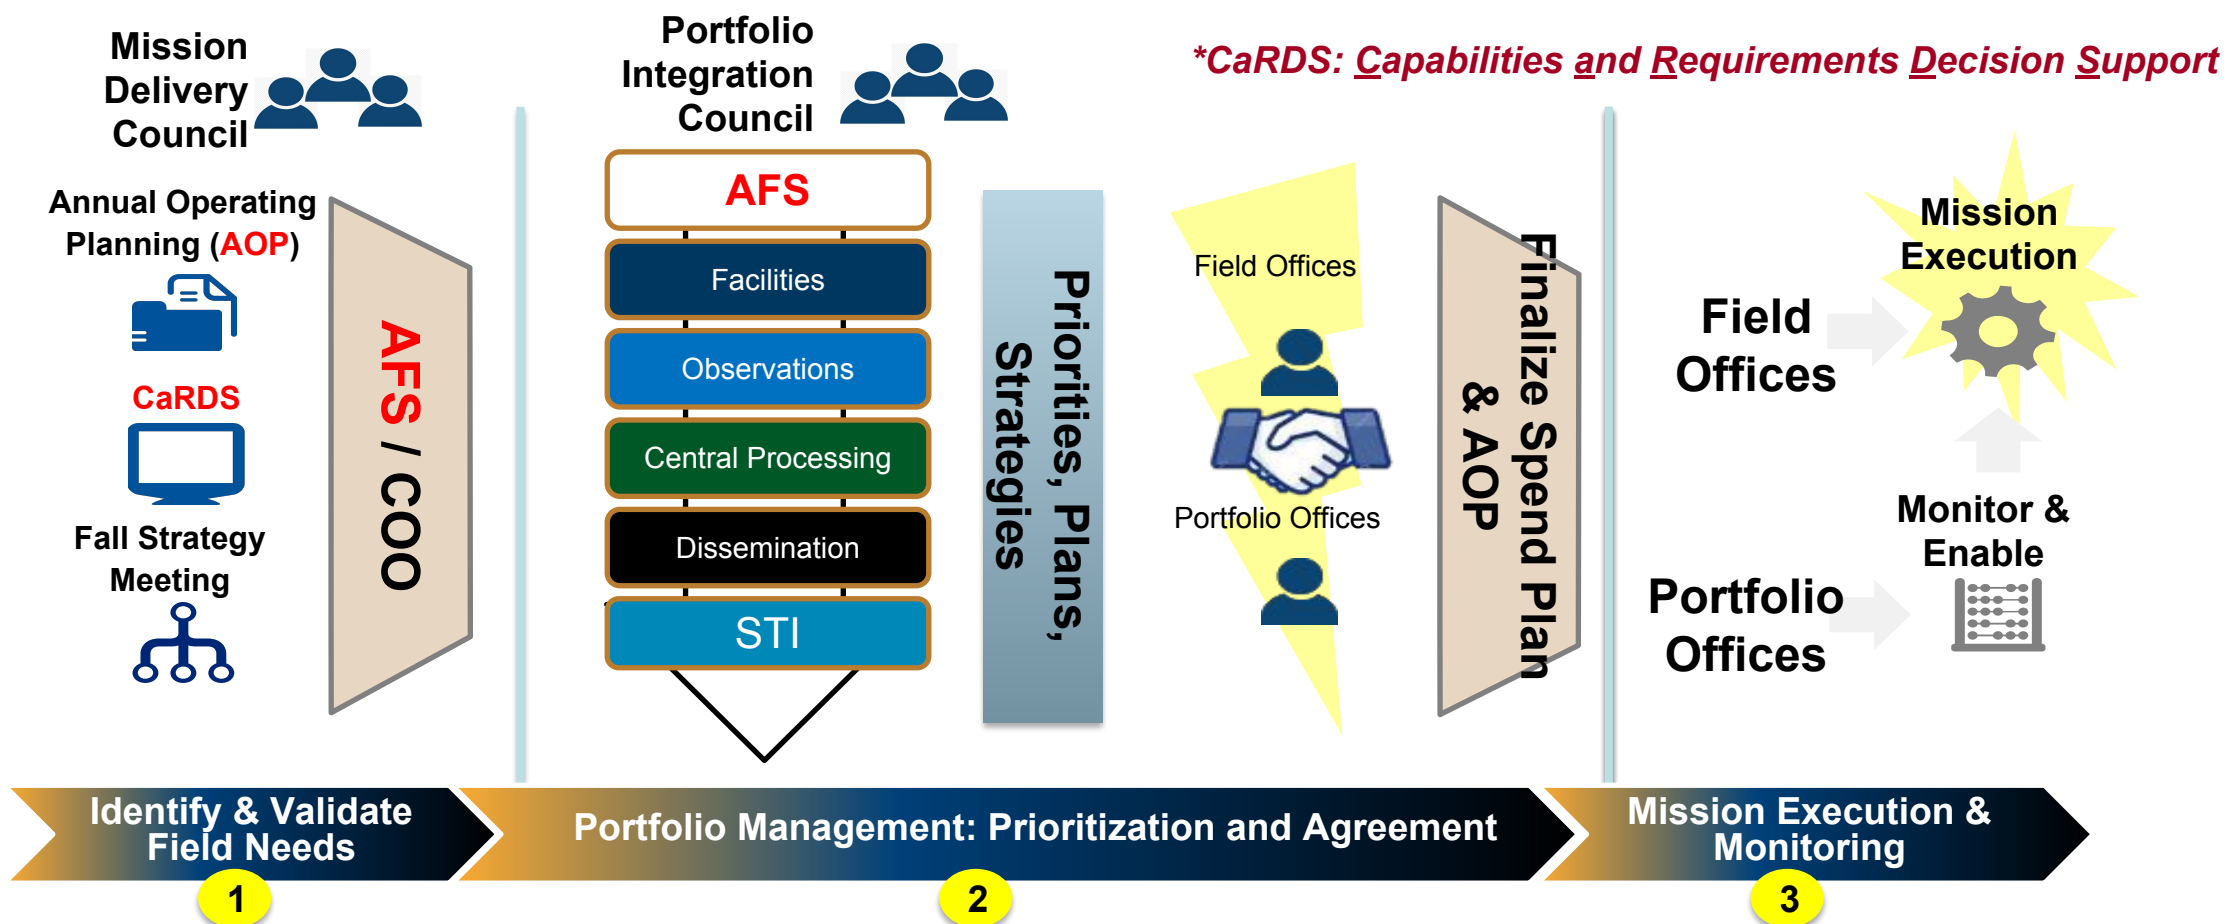 Mission
Delivery
Council
Portfolio
Integration
Council
*CaRDS: Capabilities and Requirements Decision Support
Annual Operating
Planning (AOP)
CaRDS
Fall Strategy
Meeting
AFS / COO
AFS
Facilities
Observations
Central Processing
Dissemination
STI
Priorities, Plans,
Strategies
Field Offices
Portfolio Offices
Finalize Spend Plan
& AOP
Mission
Execution
Field
Offices
Monitor &
Enable
Portfolio
Offices
Identify & Validate
Field Needs
Portfolio Management: Prioritization and Agreement
Mission Execution &
Monitoring
1
2
3